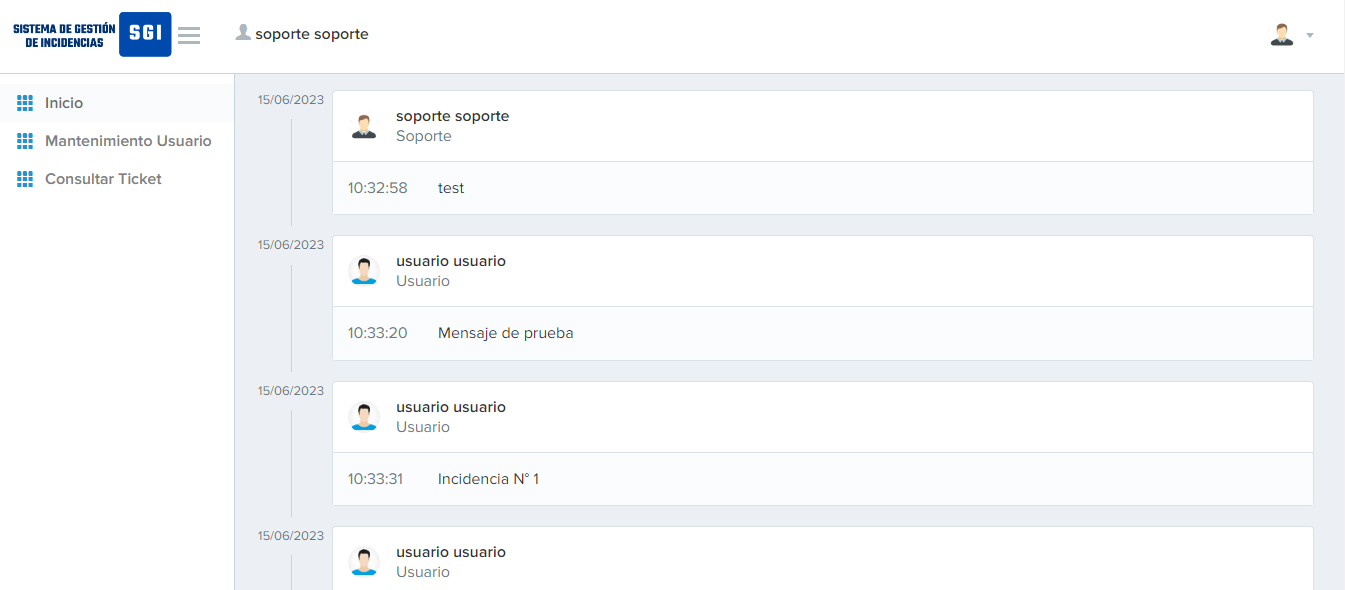 SISTEMA DE GESTIÓN
DE INCIDENCIAS
SGI
soporte soporte
Inicio
Mantenimiento Usuario
Consultar Ticket
15/06/2023
soporte soporte
Soporte
10:32:58 test
15/06/2023
usuario usuario
Usuario
10:33:20 Mensaje de prueba
15/06/2023
usuario usuario
Usuario
10:33:31 Incidencia N° 1
15/06/2023
usuario usuario
Usuario